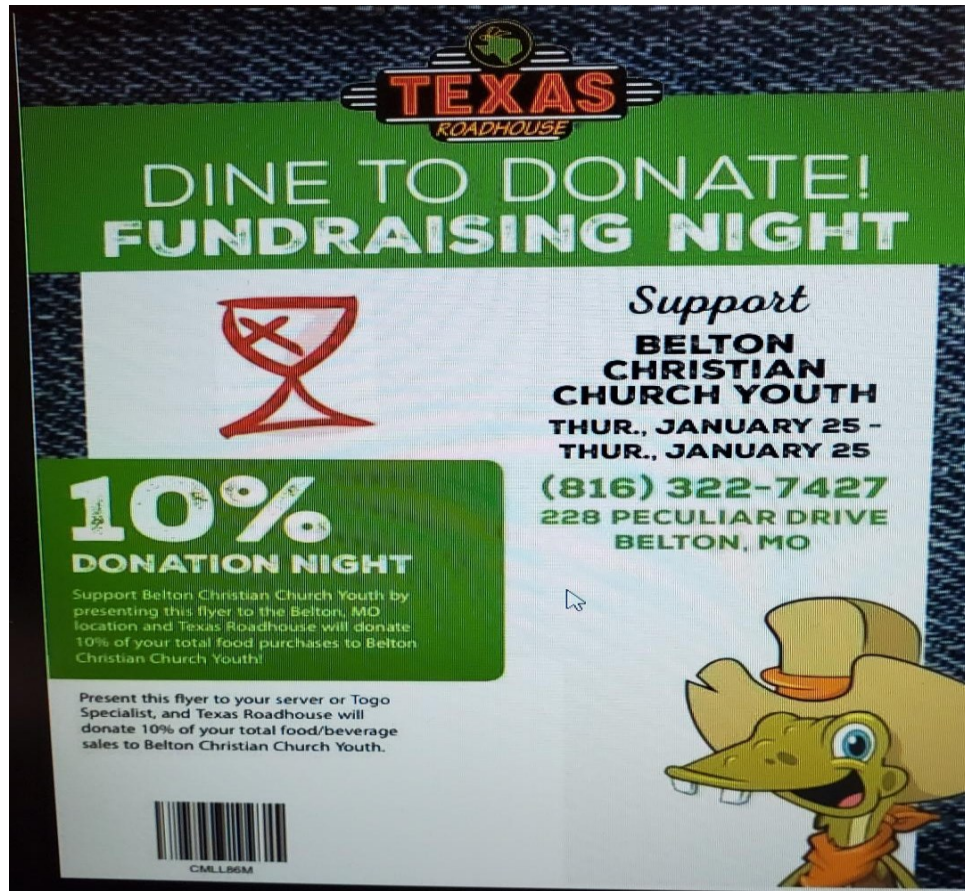 TEXAS
ROADHOUSE
DINE TO DONATE!
FUNDRAISING NIGHT
Support
BELTON
CHRISTIAN
CHURCH YOUTH
THUR., JANUARY 25 -
THUR., JANUARY 25
(816) 322-7427
228 PECULIAR DRIVE
BELTON, MO
10%
DONATION NIGHT
Support Belton Christian Church Youth by
presenting this flyer to the Belton, MO
location and Texas Roadhouse will donate
10% of your total food purchases to Belton
Christian Church Youth!
Present this flyer to your server or Togo
Specialist, and Texas Roadhouse will
donate 10% of your total food/beverage
sales to Belton Christian Church Youth.
CMLL86M